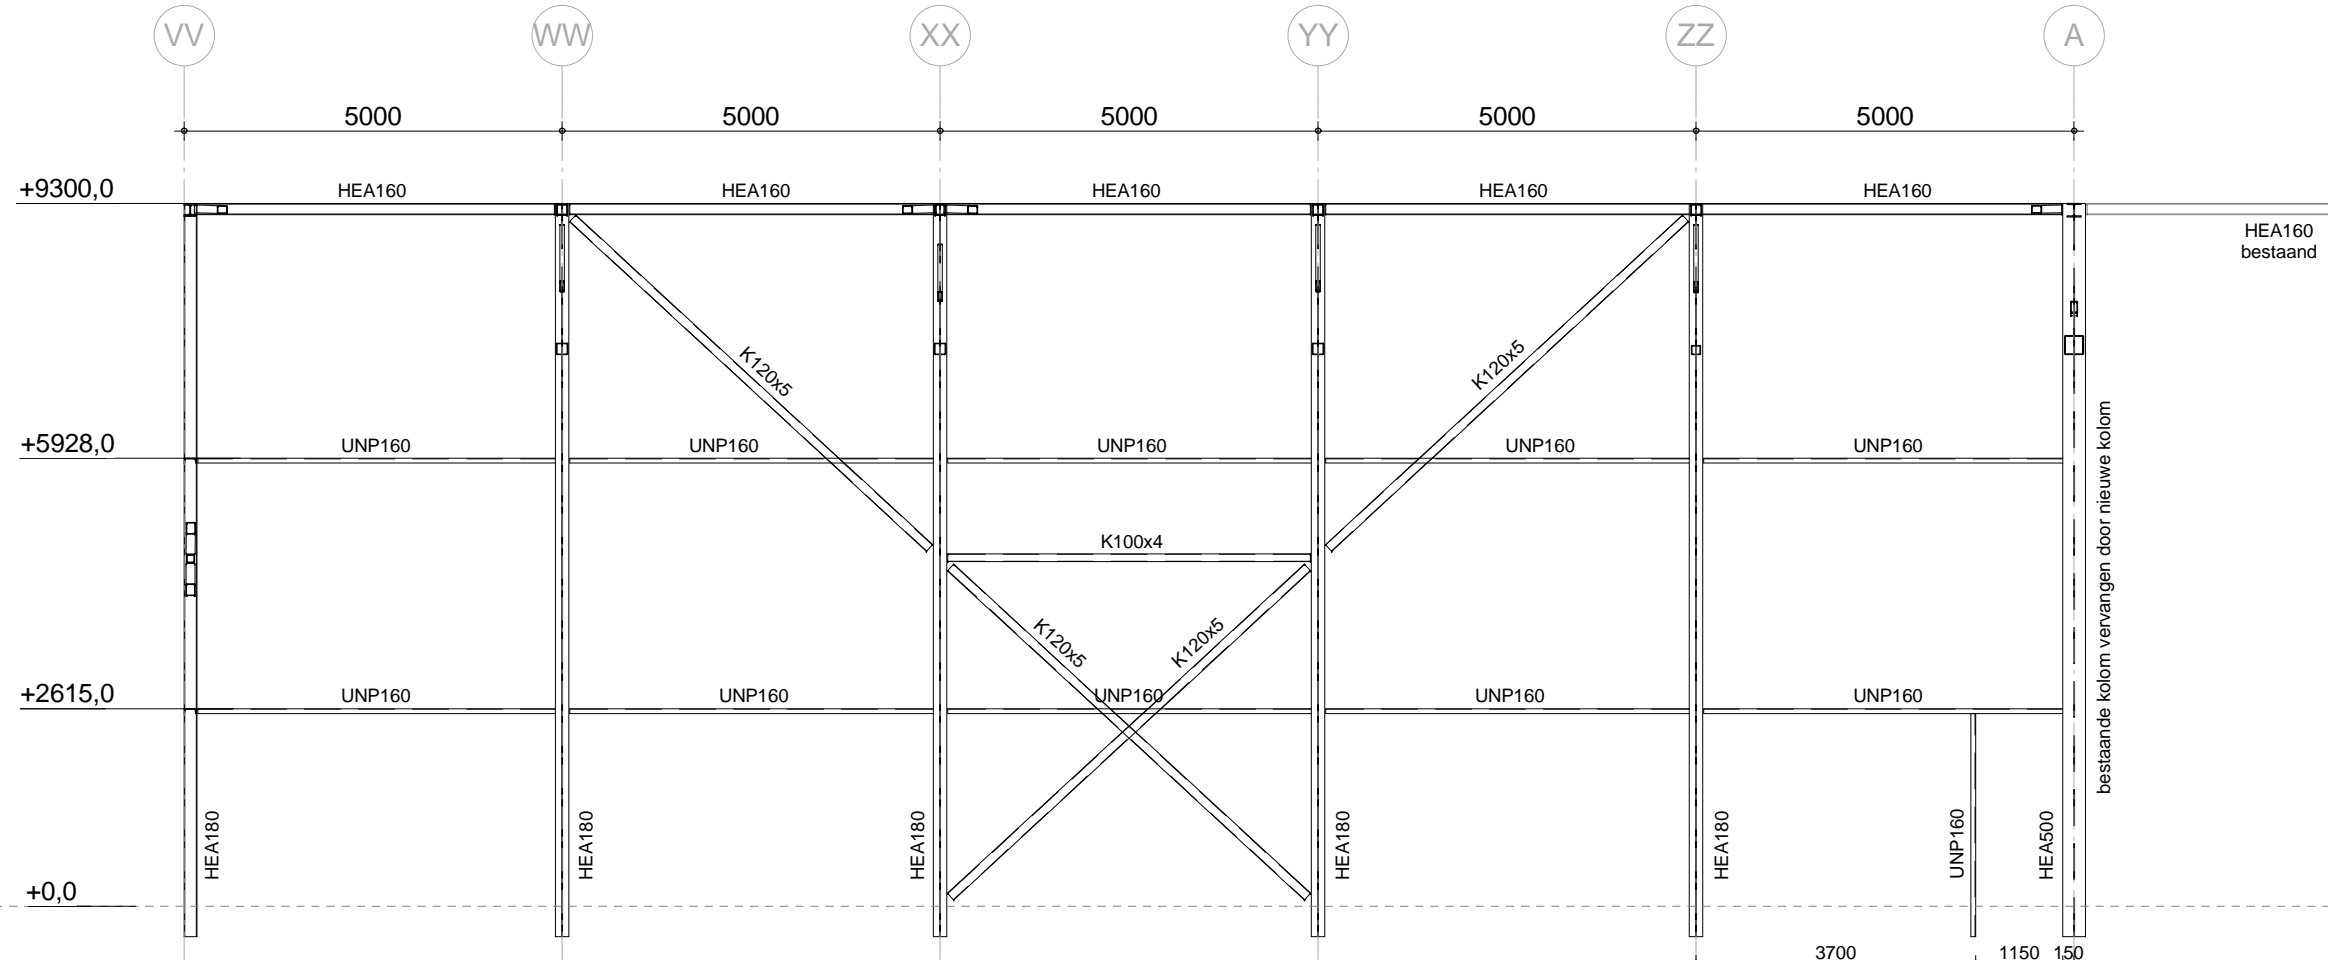 VV WW XX YY ZZ A
5000 5000 5000 5000 5000
+9300,0 HEA160 HEA160 HEA160 HEA160 HEA160
HEA160
bestaand
K120x5 K120x5
+5928,0 UNP160 UNP160 UNP160 UNP160 UNP160
bestaande kolom vervangen door nieuwe kolom
K100x4
K120x5 K120x5
+2615,0 UNP160 UNP160 UNP160 UNP160 UNP160
HEA180 HEA180 HEA180 HEA180 HEA180 UNP160 HEA500
+0,0
3700 1150 150